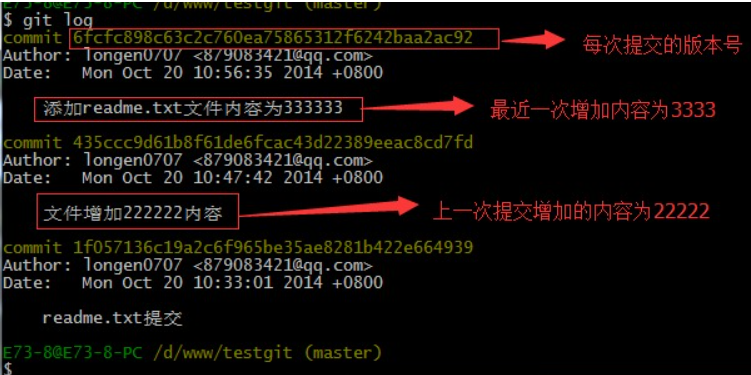 E73-8@E73-8-PC /d/www/testgit (master)
$ git log
commit 6fcfc898c63c2c760ea75865312f6242baa2ac92
每次提交的版本号
Author: longen0707 <879083421@qq.com>
Date:   Mon Oct 20 10:56:35 2014 +0800
添加readme.txt文件内容为333333
最近一次增加内容为3333
commit 435ccc9d61b8f61de6fcac43d22389eeac8cd7fd
Author: longen0707 <879083421@qq.com>
Date:   Mon Oct 20 10:47:42 2014 +0800
文件增加222222内容
上一次提交增加的内容为22222
commit 1f057136c19a2c6f965be35ae8281b422e664939
Author: longen0707 <879083421@qq.com>
Date:   Mon Oct 20 10:33:01 2014 +0800
readme.txt提交
E73-8@E73-8-PC /d/www/testgit (master)
$